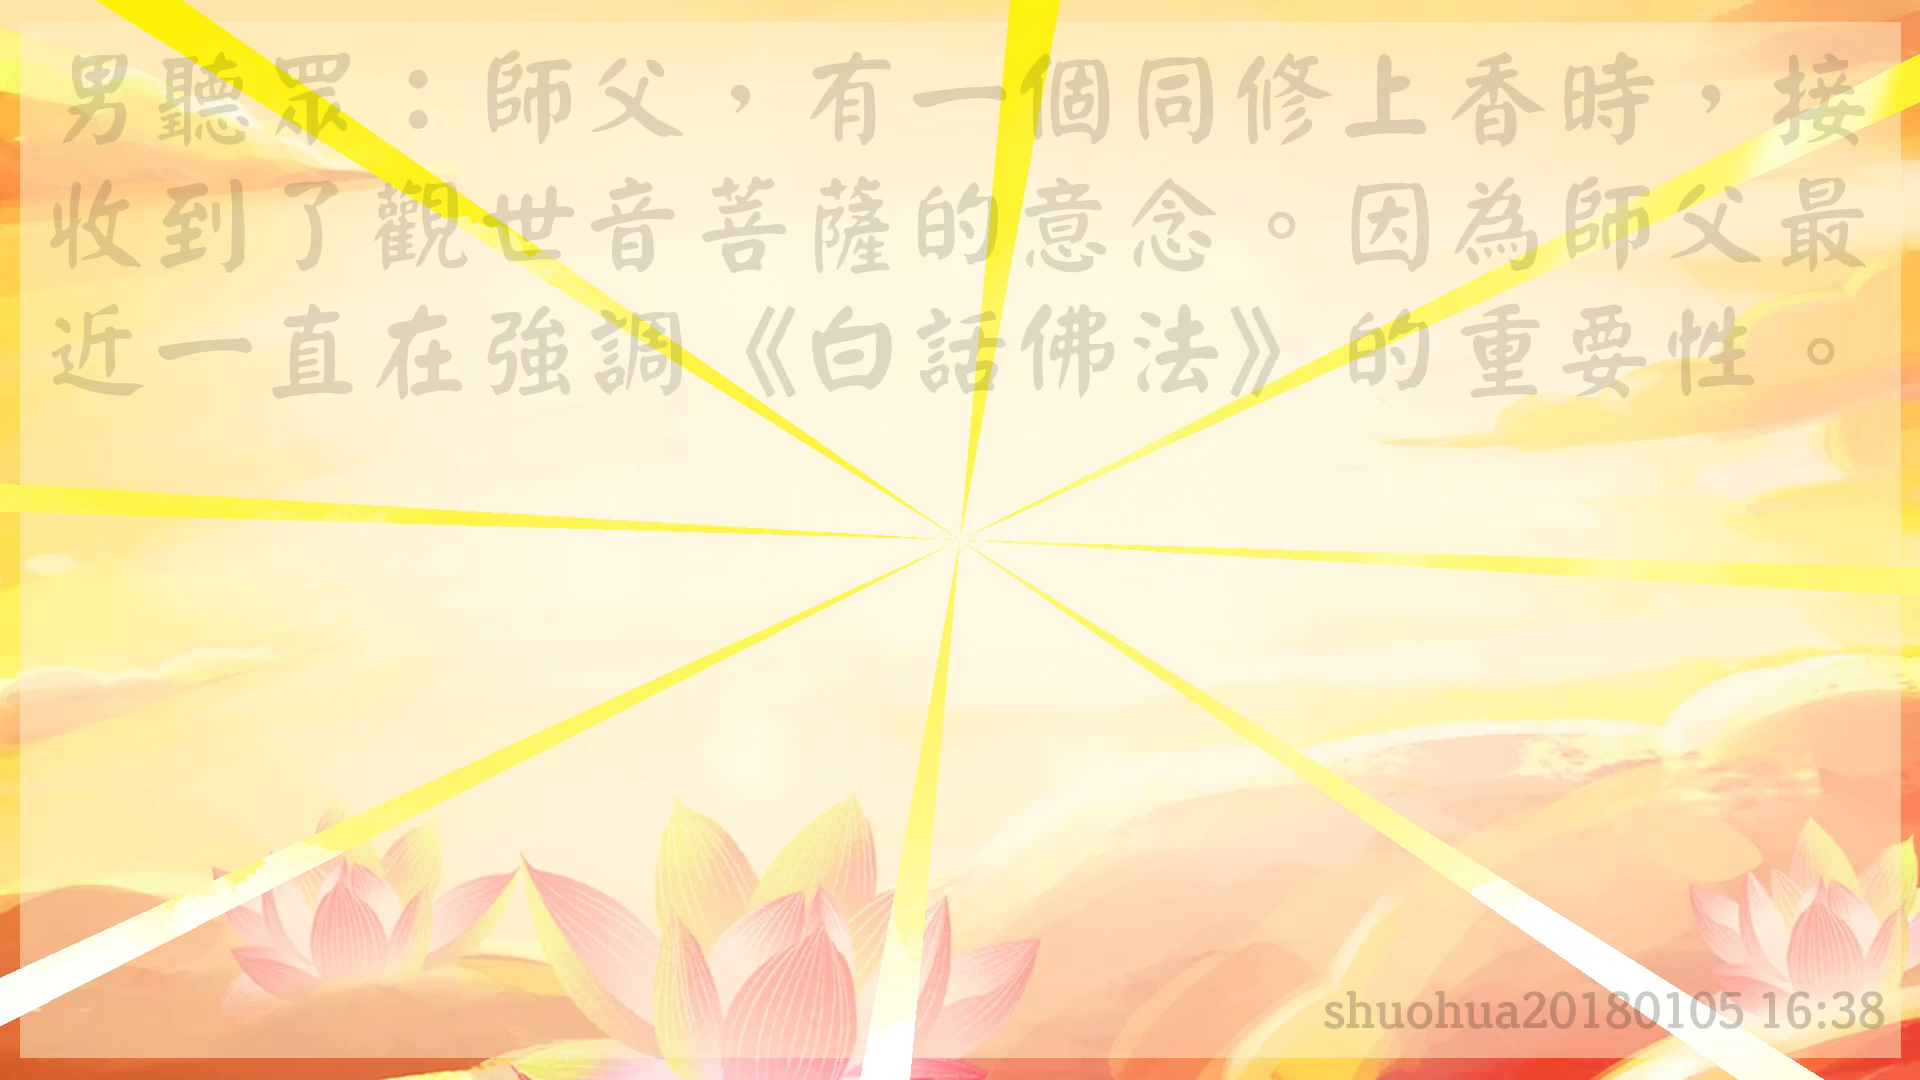 男聽眾：師父，有一個同修上香時，接
收到了觀世音菩薩的意念。因為師父最
近一直在強調《白話佛法》的重要性。
shuohua20180105 16:38